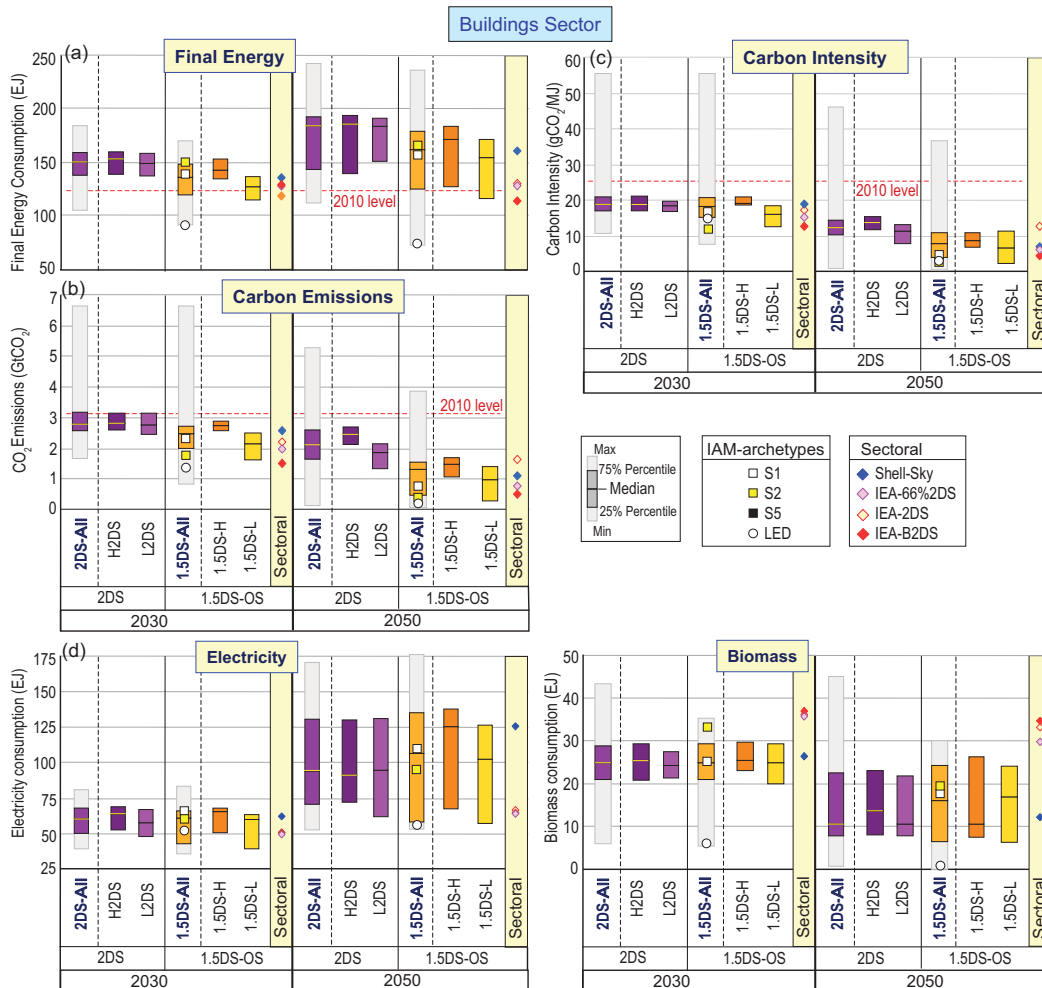 Buildings Sector
(a)
Final Energy
Final Energy Consumption (EJ)
250
200
150
100
50
2010 level
(b)
Carbon Emissions
CO2 Emissions (GtCO2)
7
6
5
4
3
2
1
0
2010 level
2DS-All
H2DS
L2DS
1.5DS-All
1.5DS-H
1.5DS-L
Sectoral
2DS-All
H2DS
L2DS
1.5DS-All
1.5DS-H
1.5DS-L
Sectoral
2DS
1.5DS-OS
2DS
1.5DS-OS
2030
2050
(c)
Carbon Intensity
Carbon Intensity (gCO2/MJ)
60
50
40
30
20
10
0
2010 level
2DS-All
H2DS
L2DS
1.5DS-All
1.5DS-H
1.5DS-L
Sectoral
2DS-All
H2DS
L2DS
1.5DS-All
1.5DS-H
1.5DS-L
Sectoral
2DS
1.5DS-OS
2DS
1.5DS-OS
2030
2050
Max
75% Percentile
Median
25% Percentile
Min
IAM-archetypes
S1
S2
S5
LED
Sectoral
Shell-Sky
IEA-66%2DS
IEA-2DS
IEA-B2DS
(d)
Electricity
Electricity consumption (EJ)
175
150
125
100
75
50
25
2DS-All
H2DS
L2DS
1.5DS-All
1.5DS-H
1.5DS-L
Sectoral
2DS-All
H2DS
L2DS
1.5DS-All
1.5DS-H
1.5DS-L
Sectoral
2DS
1.5DS-OS
2DS
1.5DS-OS
2030
2050
Biomass
Biomass consumption (EJ)
50
40
30
20
10
0
2DS-All
H2DS
L2DS
1.5DS-All
1.5DS-H
1.5DS-L
Sectoral
2DS-All
H2DS
L2DS
1.5DS-All
1.5DS-H
1.5DS-L
Sectoral
2DS
1.5DS-OS
2DS
1.5DS-OS
2030
2050